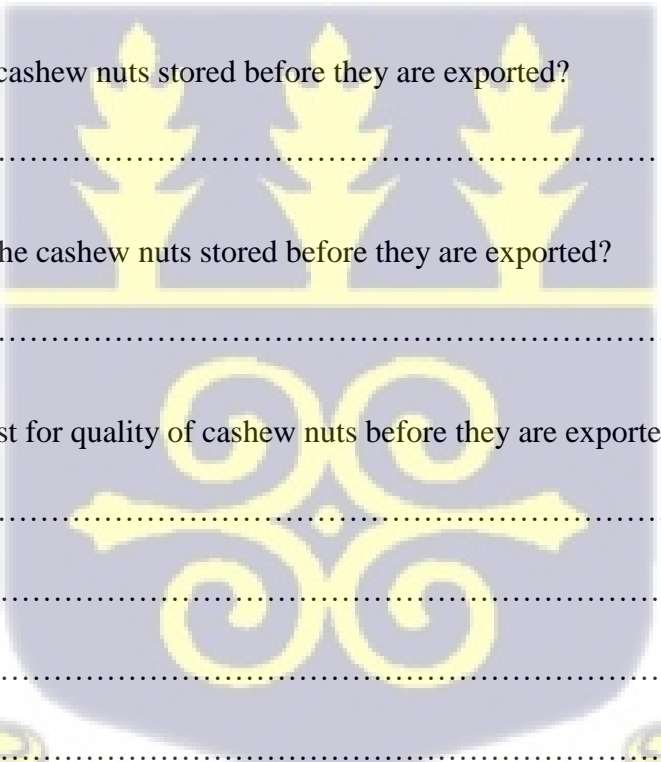 cashew nuts stored before they are exported?
………………………………………………………
he cashew nuts stored before they are exported?
………………………………………………………
st for quality of cashew nuts before they are exporte
………………………………………………………
………………………………………………………
………………………………………………………
………………………………………………………